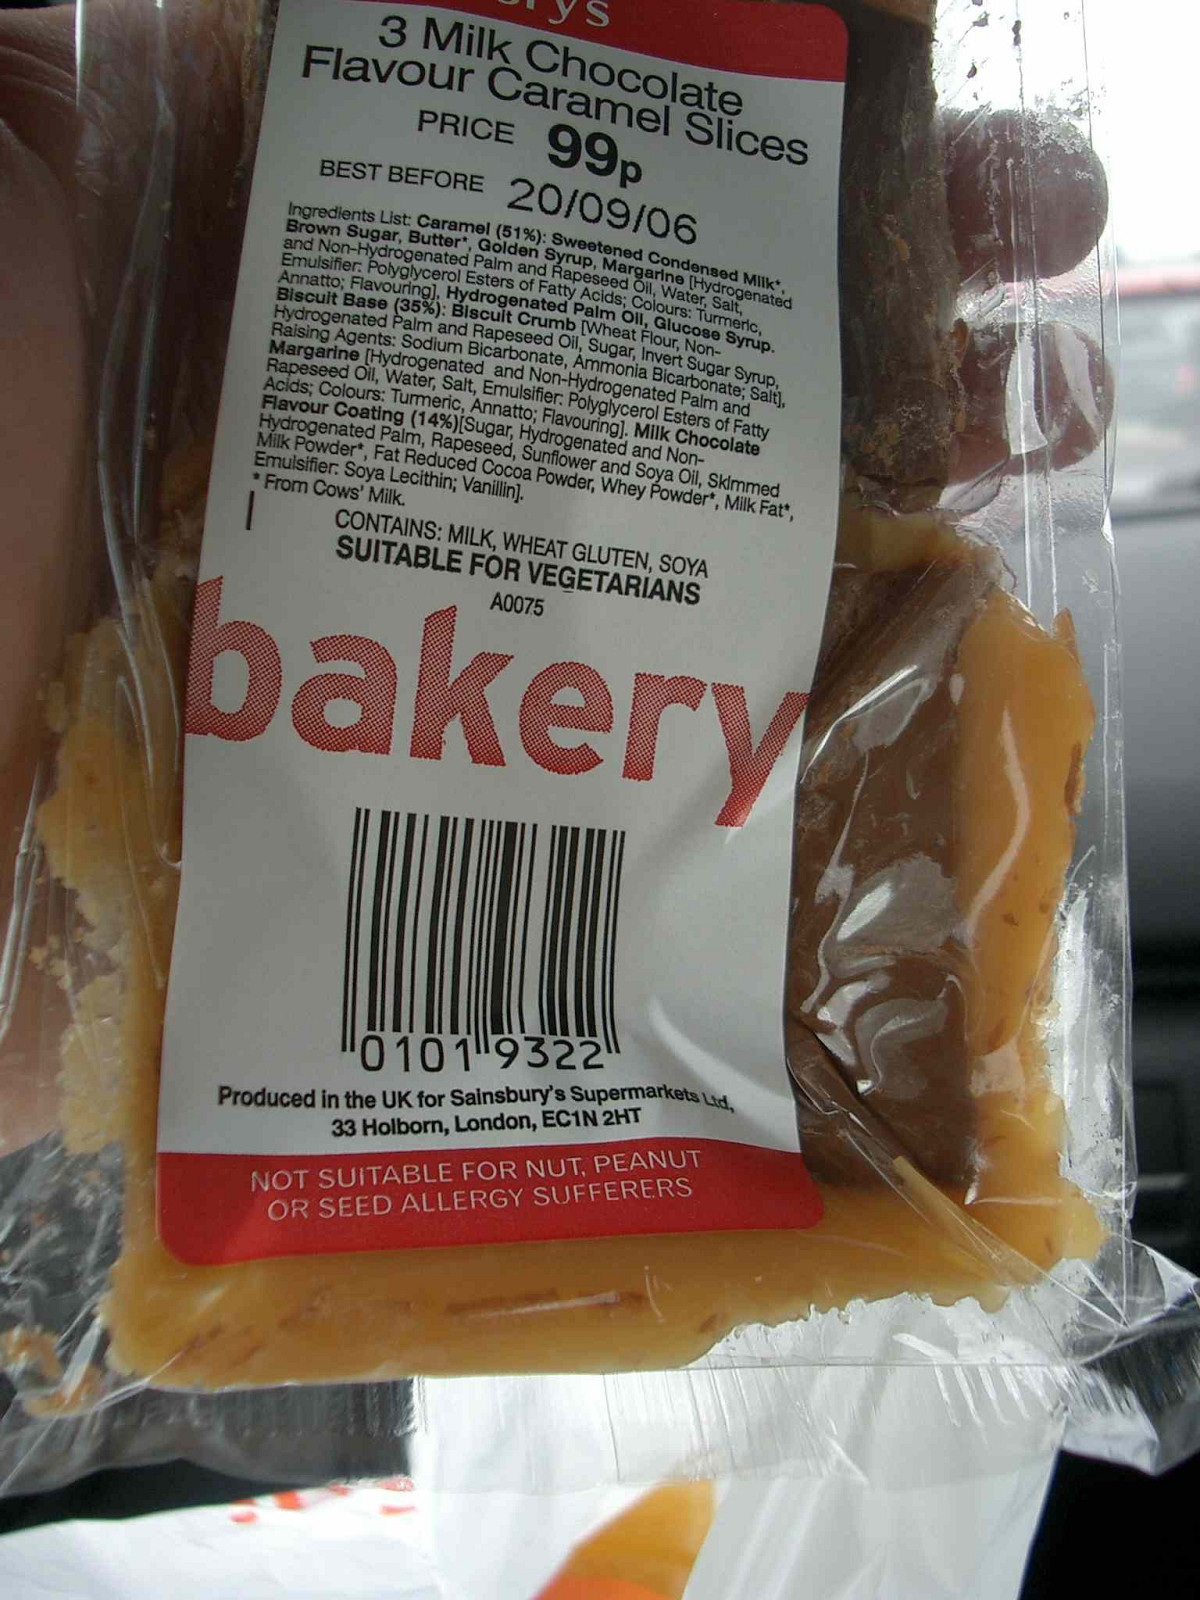 3 Milk Chocolate
Flavour Caramel Slices
PRICE 99p
BEST BEFORE 20/09/06
Ingredients List: Caramel (51%): Sweetened Condensed Milk*,
Brown Sugar, Butter*, Golden Syrup, Margarine [Hydrogenated
and Non-Hydrogenated Palm and Rapeseed Oil, Water, Salt,
Emulsifier: Polyglycerol Esters of Fatty Acids; Colours: Turmeric,
Annatto; Flavouring], Hydrogenated Palm Oil, Glucose Syrup.
Biscuit Base (35%): Biscuit Crumb [Wheat Flour, Non-
Hydrogenated Palm and Rapeseed Oil, Sugar, Invert Sugar Syrup,
Raising Agents: Sodium Bicarbonate, Ammonia Bicarbonate; Salt],
Margarine [Hydrogenated and Non-Hydrogenated Palm and
Rapeseed Oil, Water, Salt, Emulsifier: Polyglycerol Esters of Fatty
Acids; Colours: Turmeric, Annatto; Flavouring]. Milk Chocolate
Flavour Coating (14%)[Sugar, Hydrogenated and Non-
Hydrogenated Palm, Rapeseed, Sunflower and Soya Oil, Skimmed
Milk Powder*, Fat Reduced Cocoa Powder, Whey Powder*, Milk Fat*,
Emulsifier: Soya Lecithin; Vanillin].
* From Cows' Milk.
CONTAINS: MILK, WHEAT GLUTEN, SOYA
SUITABLE FOR VEGETARIANS
A0075
bakery
0101 9322
Produced in the UK for Sainsbury's Supermarkets Ltd,
33 Holborn, London, EC1N 2HT
NOT SUITABLE FOR NUT, PEANUT
OR SEED ALLERGY SUFFERERS